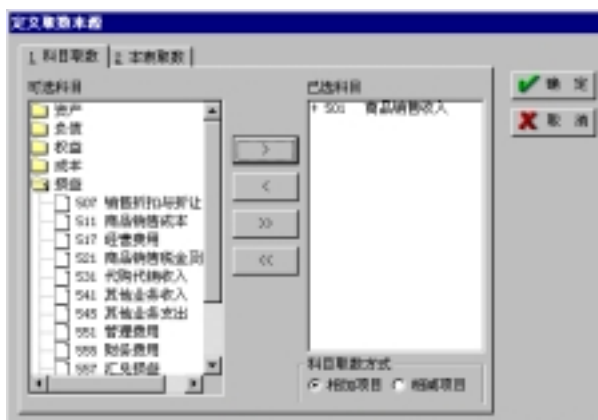 定义取数来源
1. 科目取数
2. 本表取数
可选科目
资产
负债
权益
成本
损益
507 销售折扣与折让
511 商品销售成本
517 经营费用
521 商品销售税金及
531 代购代销收入
541 其他业务收入
545 其他业务支出
551 管理费用
555 财务费用
557 汇兑损益
>
<
>>
<<
已选科目
+ 501 商品销售收入
科目取数方式
相加项目
相减项目
确 定
取 消